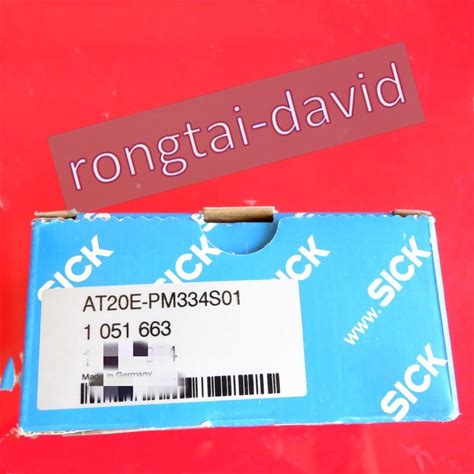 rongtai-david
SICK
AT20E-PM334S01
1 051 663
Made in Germany
SICK
www.
SICK